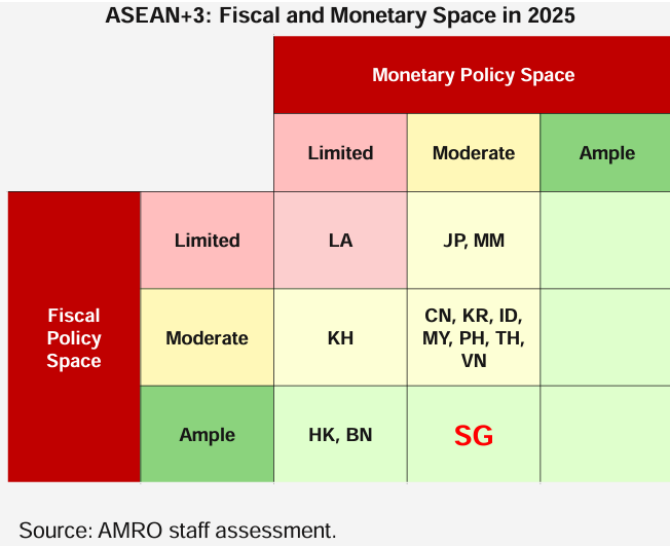 ASEAN+3: Fiscal and Monetary Space in 2025
Monetary Policy Space
Limited
Moderate
Ample
Fiscal
Policy
Space
Limited
LA
JP, MM
Moderate
KH
CN, KR, ID,
MY, PH, TH,
VN
Ample
HK, BN
SG
Source: AMRO staff assessment.